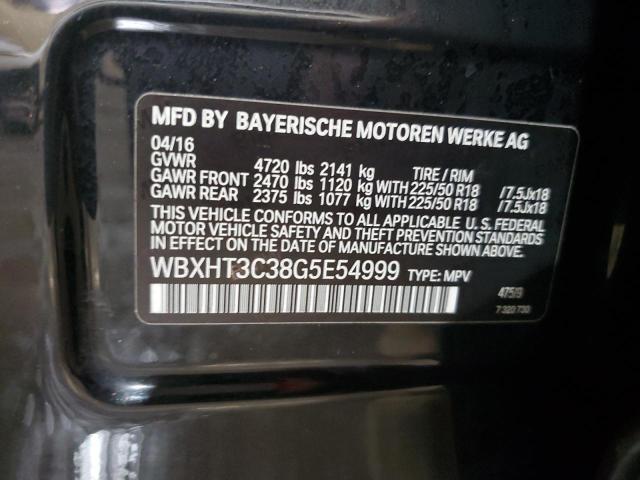 MFD BY BAYERISCHE MOTOREN WERKE AG
04/16
GVWR 4720 lbs 2141 kg TIRE / RIM
GAWR FRONT 2470 lbs 1120 kg WITH 225/50 R18 /7.5Jx18
GAWR REAR 2375 lbs 1077 kg WITH 225/50 R18 /7.5Jx18
THIS VEHICLE CONFORMS TO ALL APPLICABLE U. S. FEDERAL
MOTOR VEHICLE SAFETY AND THEFT PREVENTION STANDARDS
IN EFFECT ON THE DATE OF MANUFACTURE SHOWN ABOVE.
WBXHT3C38G5E54999 TYPE: MPV
475/9
7 320 730